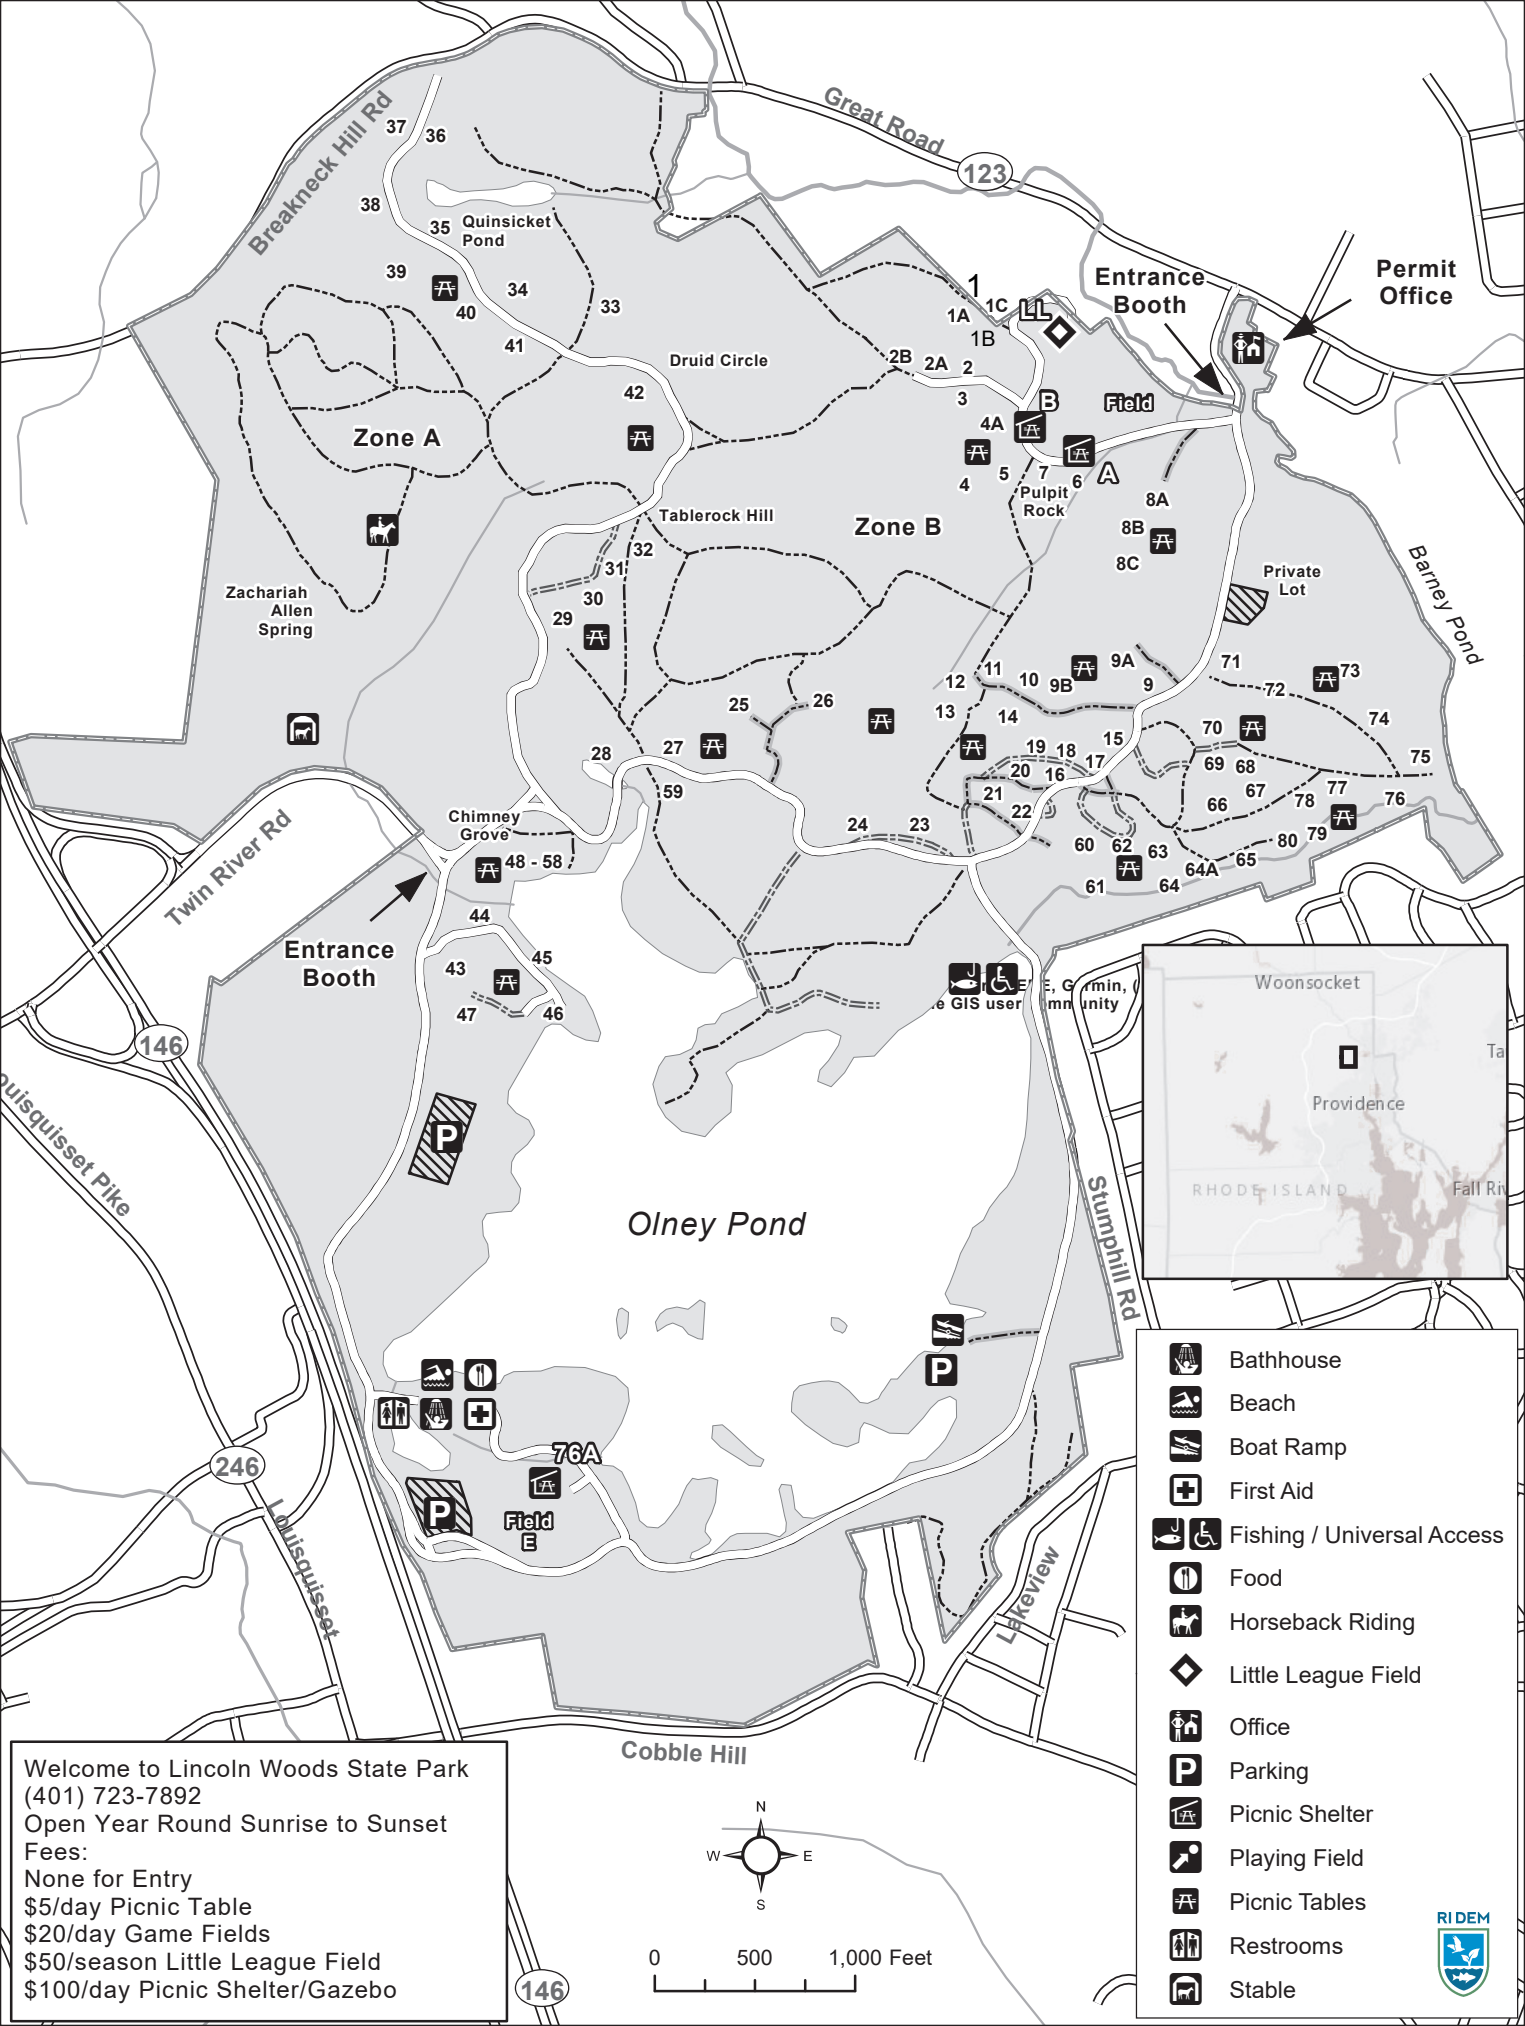 Great Road
123
Breakneck Hill Rd
37
36
38
35
Quinsicket
Pond
39
34
40
33
41
Druid Circle
42
Zone A
Entrance
Booth
Permit
Office
1
1C
LL
1A
1B
2B
2A
2
3
B
Field
4A
4
5
7
6
A
Pulpit
Rock
8A
8B
8C
Zone B
Tablerock Hill
32
31
30
29
Zachariah
Allen
Spring
Private
Lot
Barney Pond
11
12
10
9B
9A
9
71
72
73
74
75
13
14
25
26
27
28
59
15
19
18
17
20
16
21
22
70
69
68
67
66
78
77
76
79
80
24
23
60
62
63
61
64
64A
65
Chimney
Grove
48 - 58
Twin River Rd
Entrance
Booth
44
45
43
47
46
146
Louisquisset Pike
P
E, Garmin, (
e GIS user
mmunity
Woonsocket
Ta
Providence
RHODE ISLAND
Fall Riv
Olney Pond
Stumphill Rd
P
76A
P
Field
E
246
Louisquisset
Lakeview
Cobble Hill
Bathhouse
Beach
Boat Ramp
First Aid
Fishing / Universal Access
Food
Horseback Riding
Little League Field
Office
P Parking
Picnic Shelter
Playing Field
Picnic Tables
Restrooms
Stable
RI DEM
Welcome to Lincoln Woods State Park
(401) 723-7892
Open Year Round Sunrise to Sunset
Fees:
None for Entry
$5/day Picnic Table
$20/day Game Fields
$50/season Little League Field
$100/day Picnic Shelter/Gazebo
N
W E
S
0 500 1,000 Feet
146